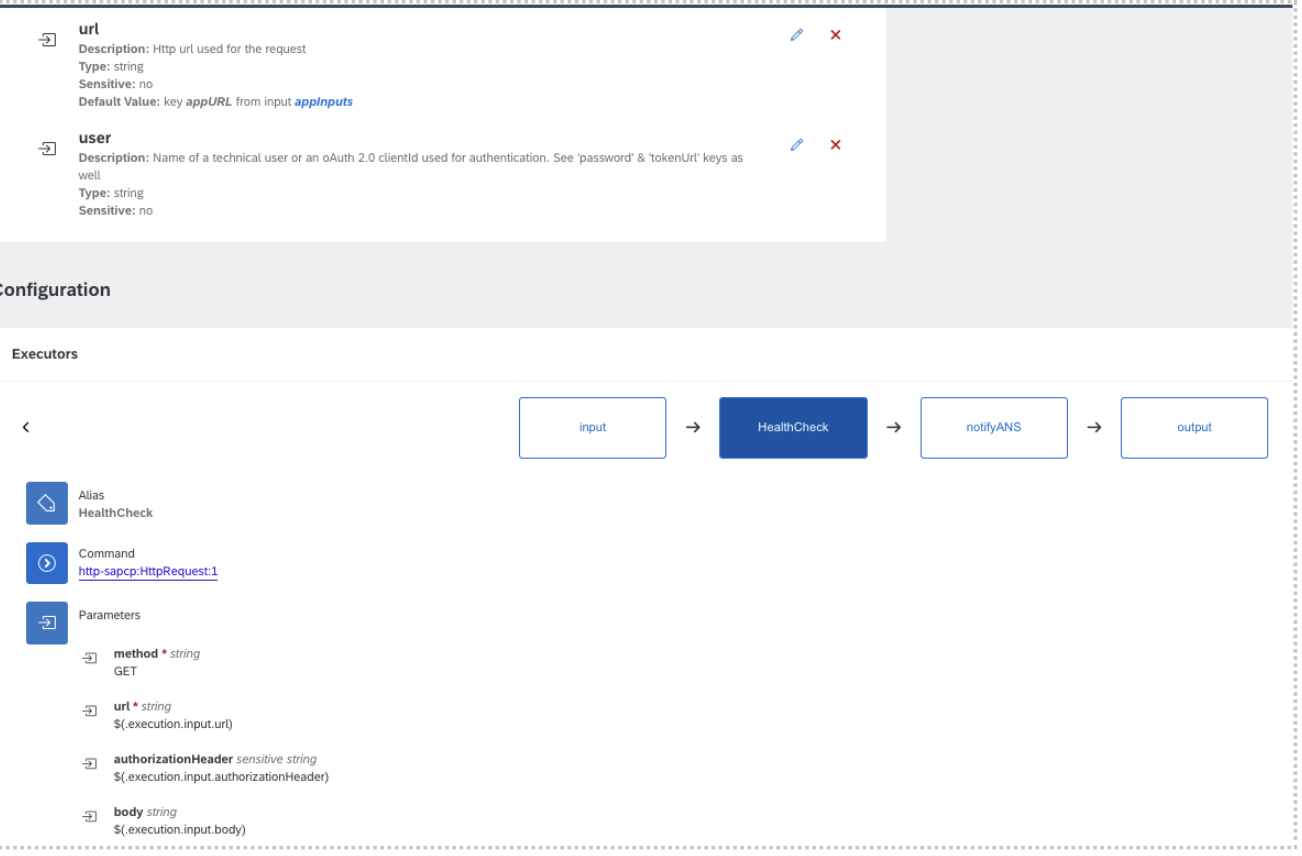 url
Description: Http url used for the request
Type: string
Sensitive: no
Default Value: key appURL from input appInputs
user
Description: Name of a technical user or an oAuth 2.0 clientId used for authentication. See 'password' & 'tokenUrl' keys as
well
Type: string
Sensitive: no
Configuration
Executors
input
HealthCheck
notifyANS
output
Alias
HealthCheck
Command
http-sapcp:HttpRequest:1
Parameters
method * string
GET
url * string
$(.execution.input.url)
authorizationHeader sensitive string
$(.execution.input.authorizationHeader)
body string
$(.execution.input.body)